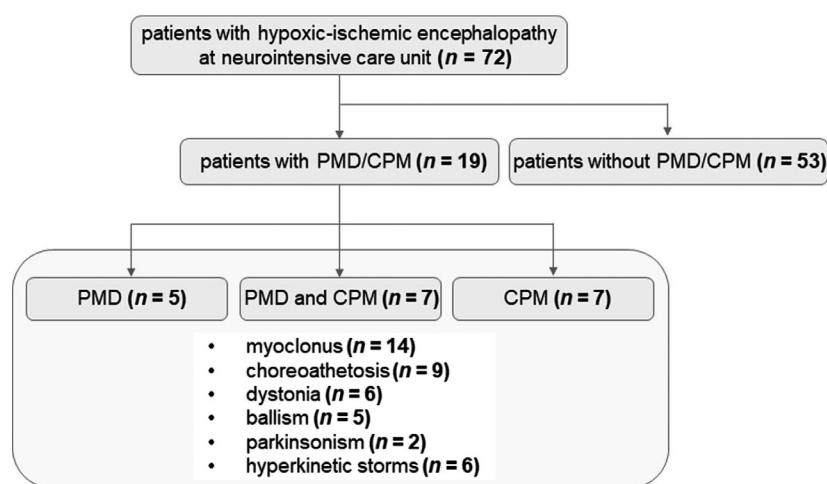 patients with hypoxic-ischemic encephalopathy
at neurointensive care unit (n = 72)
patients with PMD/CPM (n = 19)
patients without PMD/CPM (n = 53)
PMD (n = 5)
PMD and CPM (n = 7)
CPM (n = 7)
• myoclonus (n = 14)
• choreoathetosis (n = 9)
• dystonia (n = 6)
• ballism (n = 5)
• parkinsonism (n = 2)
• hyperkinetic storms (n = 6)